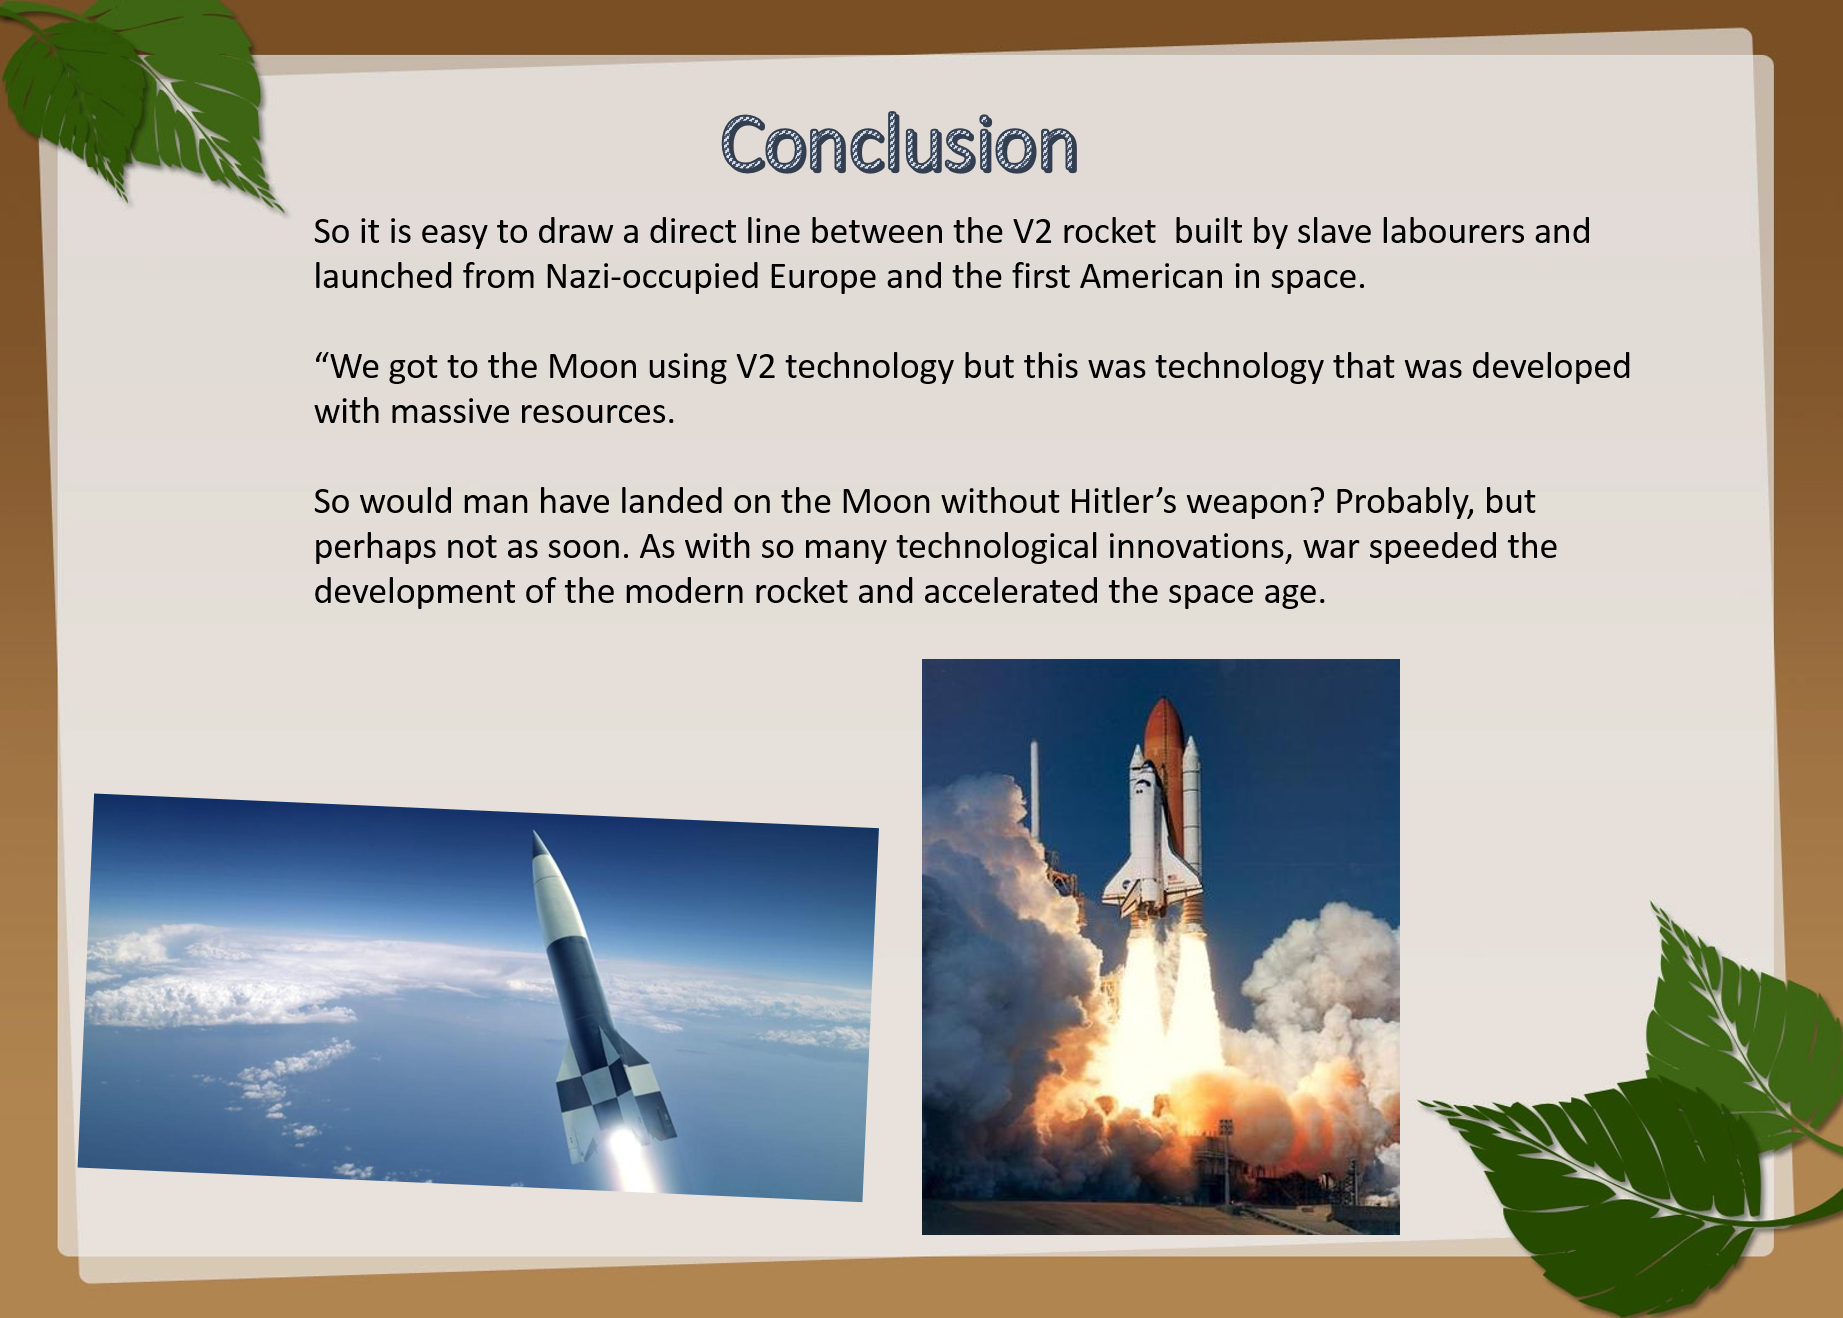 Conclusion
So it is easy to draw a direct line between the V2 rocket  built by slave labourers and
launched from Nazi-occupied Europe and the first American in space.
“We got to the Moon using V2 technology but this was technology that was developed
with massive resources.
So would man have landed on the Moon without Hitler’s weapon? Probably, but
perhaps not as soon. As with so many technological innovations, war speeded the
development of the modern rocket and accelerated the space age.